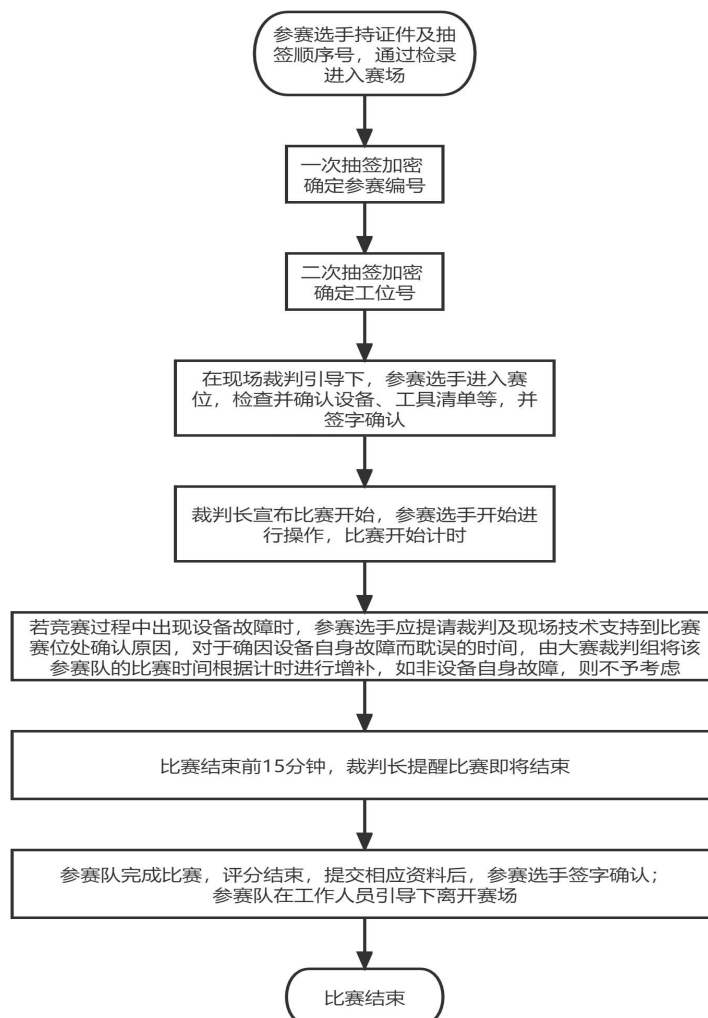 参赛选手持证件及抽
签顺序号，通过检录
进入赛场
一次抽签加密
确定参赛编号
二次抽签加密
确定工位号
在现场裁判引导下，参赛选手进入赛
位，检查并确认设备、工具清单等，并
签字确认
裁判长宣布比赛开始，参赛选手开始进
行操作，比赛开始计时
若竞赛过程中出现设备故障时，参赛选手应提请裁判及现场技术支持到比赛
赛位处确认原因，对于确因设备自身故障而耽误的时间，由大赛裁判组将该
参赛队的比赛时间根据计时进行增补，如非设备自身故障，则不予考虑
比赛结束前15分钟，裁判长提醒比赛即将结束
参赛队完成比赛，评分结束，提交相应资料后，参赛选手签字确认；
参赛队在工作人员引导下离开赛场
比赛结束